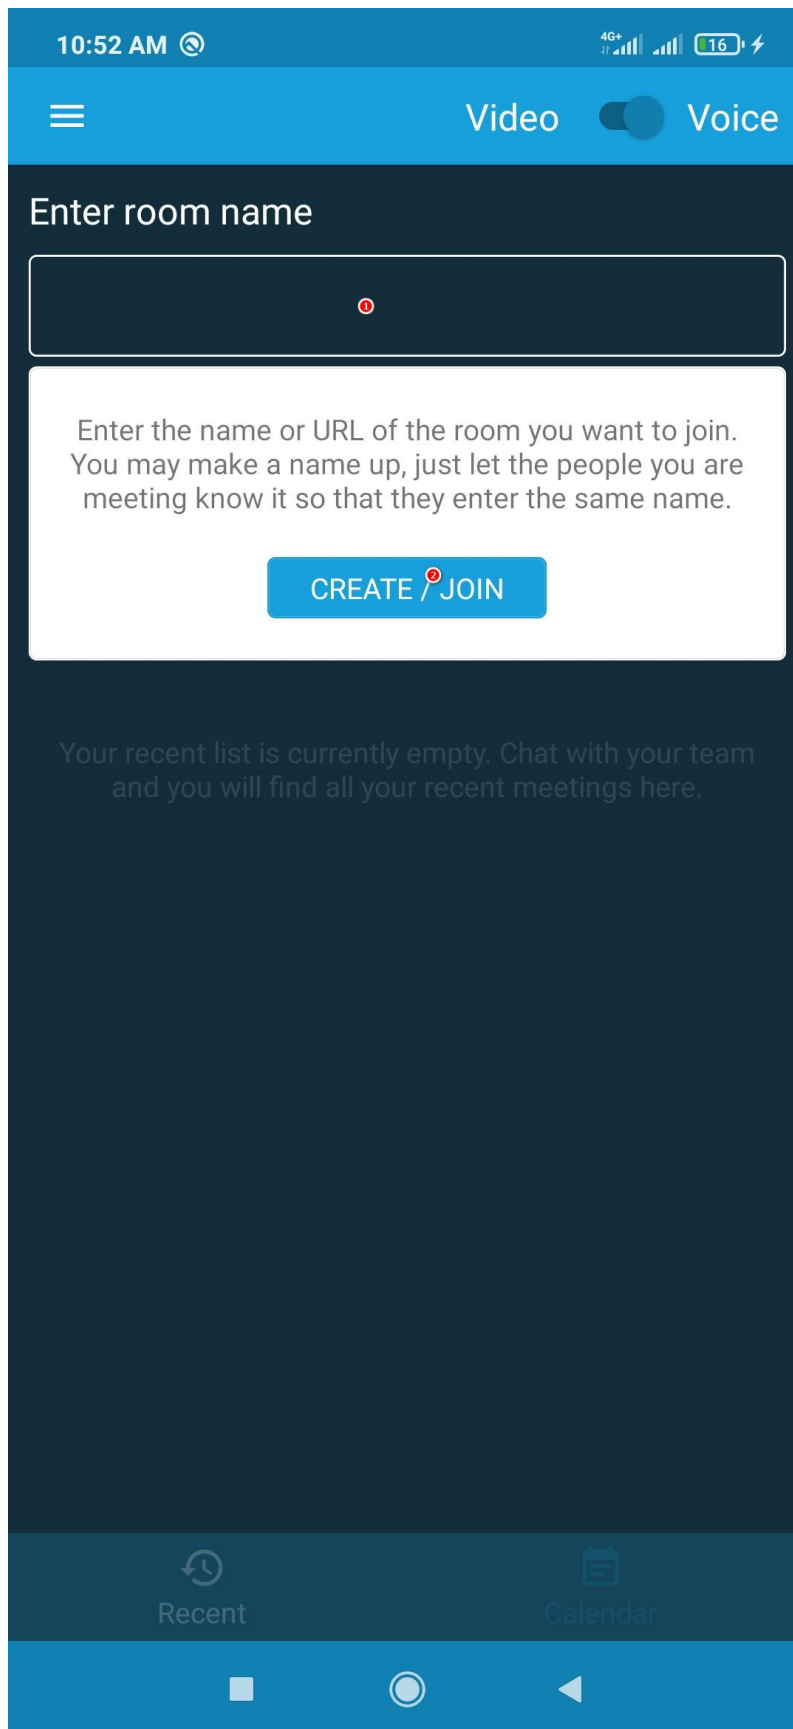 10:52 AM 4G+ 16
Video Voice
Enter room name
1
Enter the name or URL of the room you want to join.
You may make a name up, just let the people you are
meeting know it so that they enter the same name.
2
CREATE / JOIN
Your recent list is currently empty. Chat with your team
and you will find all your recent meetings here.
Recent Calendar